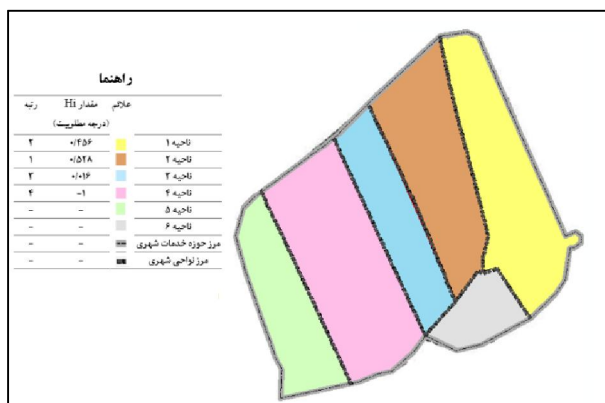 راهنما
علائم مقدار Hi رتبه
(درجه مطلوبیت)
ناحیه ۱ ۰/۴۵۶ ۲
ناحیه ۲ ۰/۵۲۸ ۱
ناحیه ۳ ۰/۰۱۶ ۳
ناحیه ۴ -۱ ۴
ناحیه ۵ - -
ناحیه ۶ - -
مرز حوزه خدمات شهری - -
مرز نواحی شهری - -